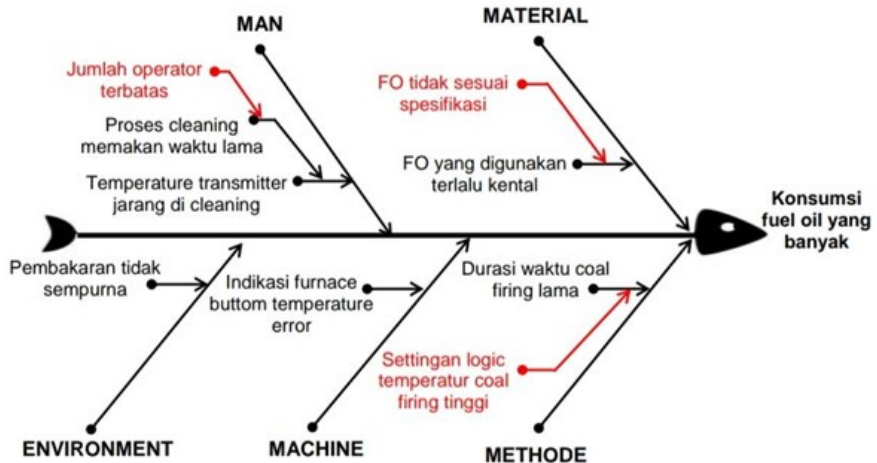 MAN
MATERIAL
Jumlah operator
terbatas
Proses cleaning
memakan waktu lama
Temperature transmitter
jarang di cleaning
FO tidak sesuai
spesifikasi
FO yang digunakan
terlalu kental
Konsumsi
fuel oil yang
banyak
Pembakaran tidak
sempurna
Indikasi furnace
buttom temperature
error
Durasi waktu coal
firing lama
Settingan logic
temperatur coal
firing tinggi
ENVIRONMENT
MACHINE
METHODE